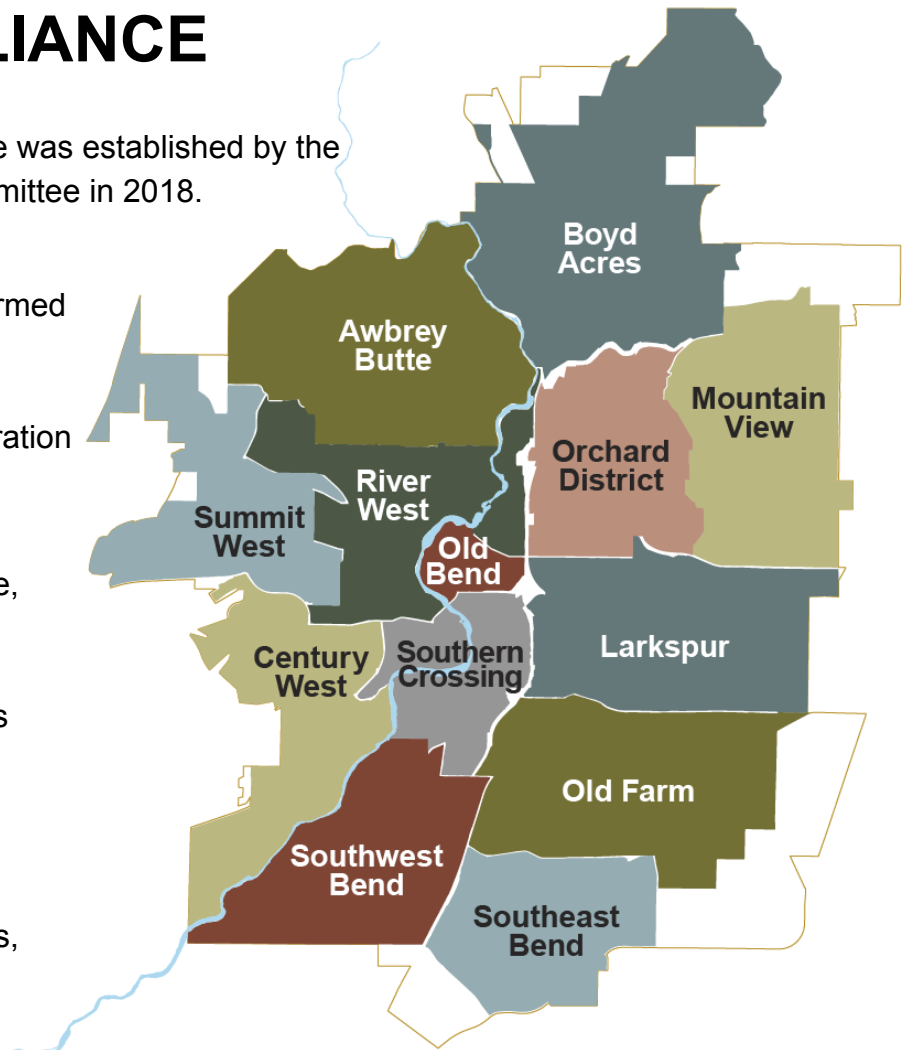 LIANCE
e was established by the
mittee in 2018.
rmed
ration
e,
s
s,
Boyd
Acres
Awbrey
Butte
Mountain
View
Orchard
District
River
West
Summit
West
Old
Bend
Century
West
Southern
Crossing
Larkspur
Old Farm
Southwest
Bend
Southeast
Bend